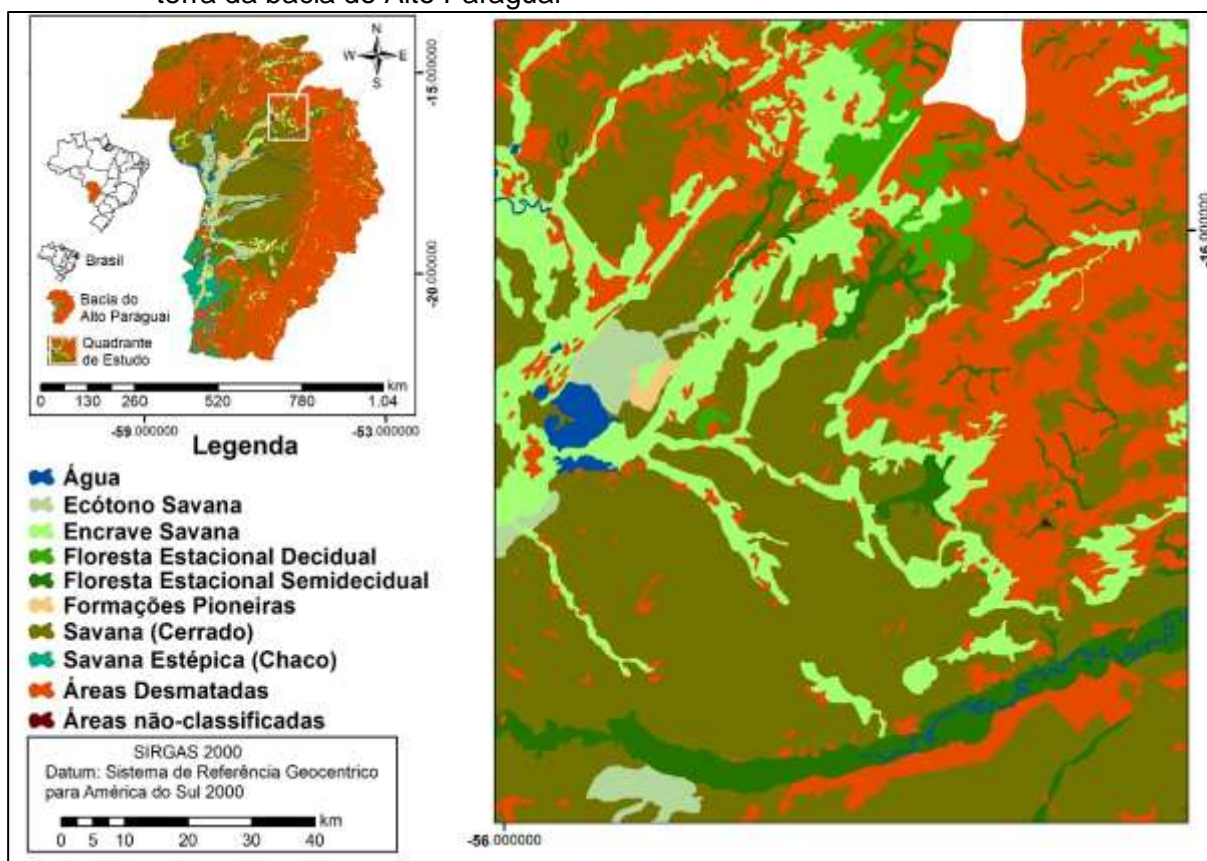 terra da bacia do Alto Paraguai
N
W E
S
-15.000000
-20.000000
Brasil
Bacia do
Alto Paraguai
Quadrante
de Estudo
km
0 130 260 520 780 1.04
-59.000000 -53.000000
Legenda
Água
Ecótono Savana
Encrave Savana
Floresta Estacional Decidual
Floresta Estacional Semidecidual
Formações Pioneiras
Savana (Cerrado)
Savana Estépica (Chaco)
Áreas Desmatadas
Áreas não-classificadas
SIRGAS 2000
Datum: Sistema de Referência Geocentrico
para América do Sul 2000
km
0 5 10 20 30 40
-16.000000
-56.000000